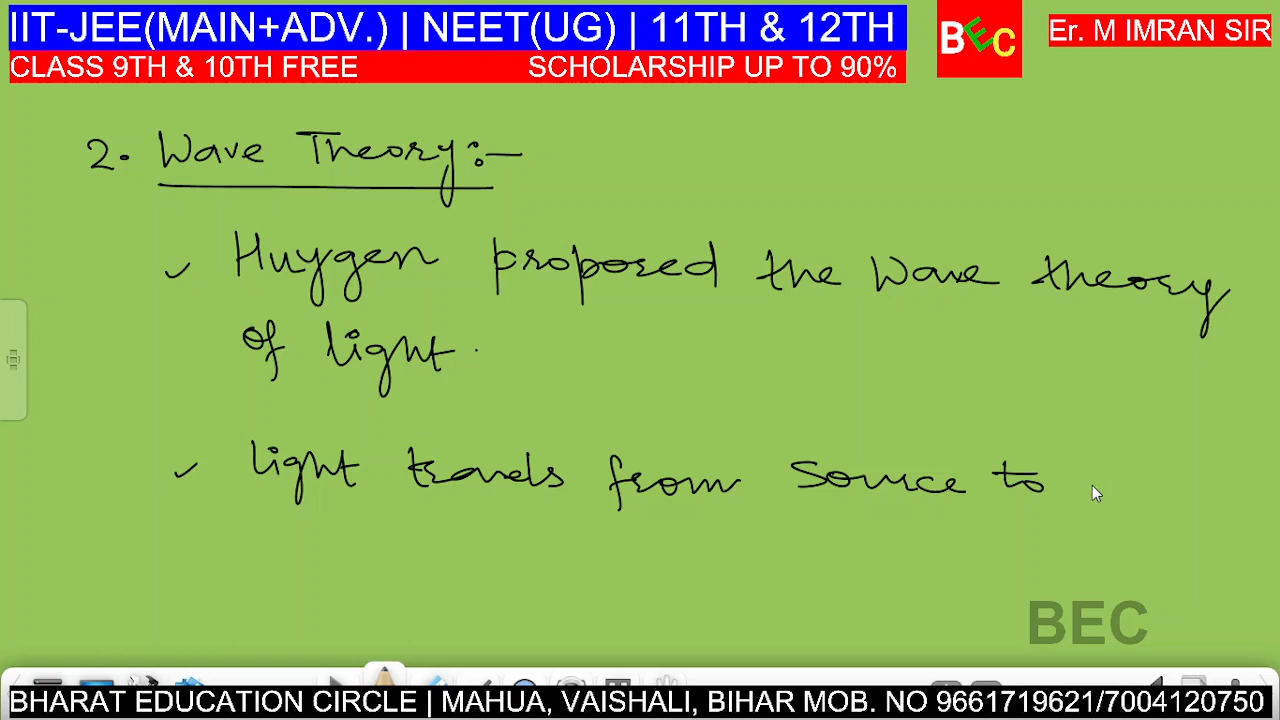 IIT-JEE(MAIN+ADV.) | NEET(UG) | 11TH & 12TH
CLASS 9TH & 10TH FREE SCHOLARSHIP UP TO 90%
BEC
Er. M IMRAN SIR
2. Wave Theory:-
Huygen proposed the wave theory
of light.
light travels from source to
BEC
BHARAT EDUCATION CIRCLE | MAHUA, VAISHALI, BIHAR MOB. NO 9661719621/7004120750